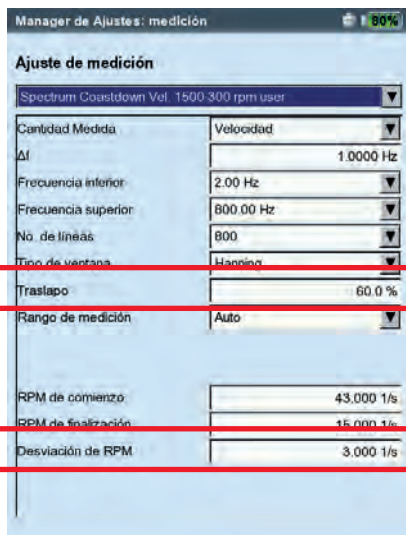 Manager de Ajustes: medición 80%
Ajuste de medición
Spectrum Coastdown Vel. 1500-300 rpm user
Cantidad Medida Velocidad
Δf 1.0000 Hz
Frecuencia inferior 2.00 Hz
Frecuencia superior 800.00 Hz
No. de líneas 800
Tipo de ventana Hanning
Traslapo 60.0 %
Rango de medición Auto
RPM de comienzo 43.000 1/s
RPM de finalización 15.000 1/s
Desviación de RPM 3.000 1/s